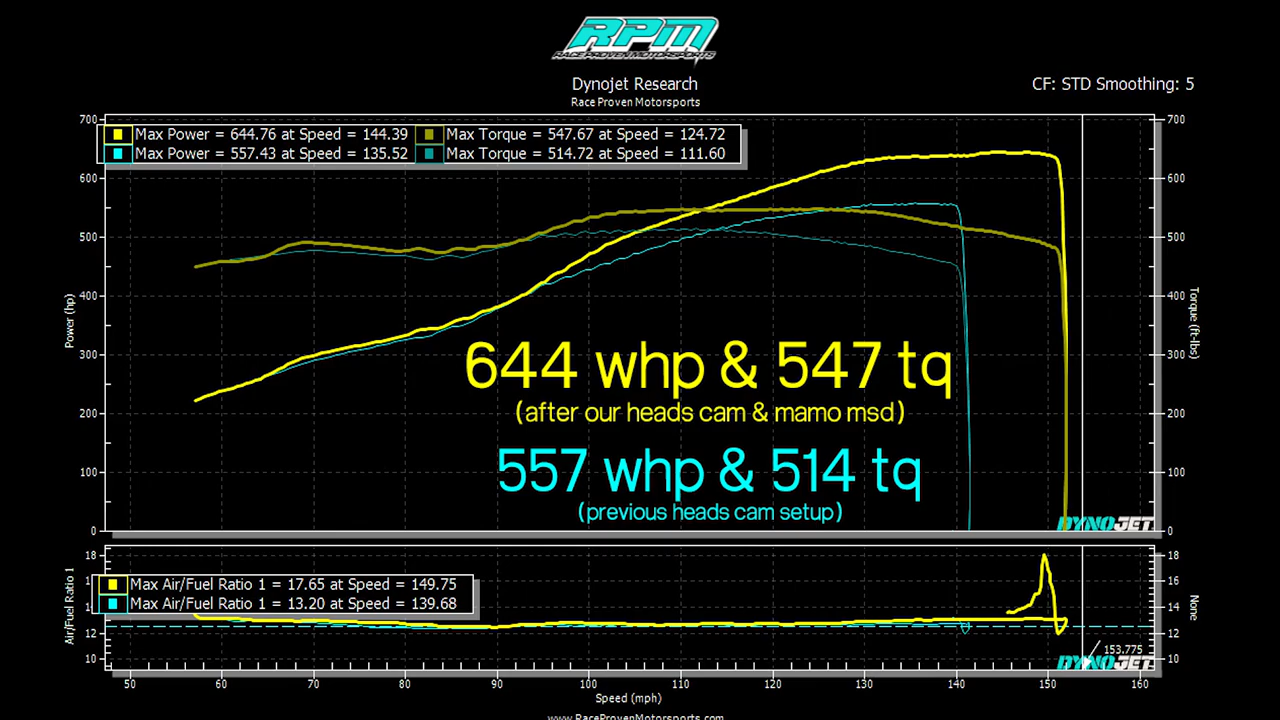 RPM
RACE PROVEN MOTORSPORTS
Dynojet Research
Race Proven Motorsports
CF: STD Smoothing: 5
Max Power = 644.76 at Speed = 144.39
Max Torque = 547.67 at Speed = 124.72
Max Power = 557.43 at Speed = 135.52
Max Torque = 514.72 at Speed = 111.60
700
600
500
400
300
200
100
0
Power (hp)
700
600
500
400
300
200
100
0
Torque (ft-lbs)
644 whp & 547 tq
(after our heads cam & mamo msd)
557 whp & 514 tq
(previous heads cam setup)
DYNOJET
Max Air/Fuel Ratio 1 = 17.65 at Speed = 149.75
Max Air/Fuel Ratio 1 = 13.20 at Speed = 139.68
18
12
10
Air/Fuel Ratio 1
18
16
14
12
10
None
153.775
DYNOJET
50 60 70 80 90 100 110 120 130 140 150 160
Speed (mph)
www.RaceProvenMotorsports.com